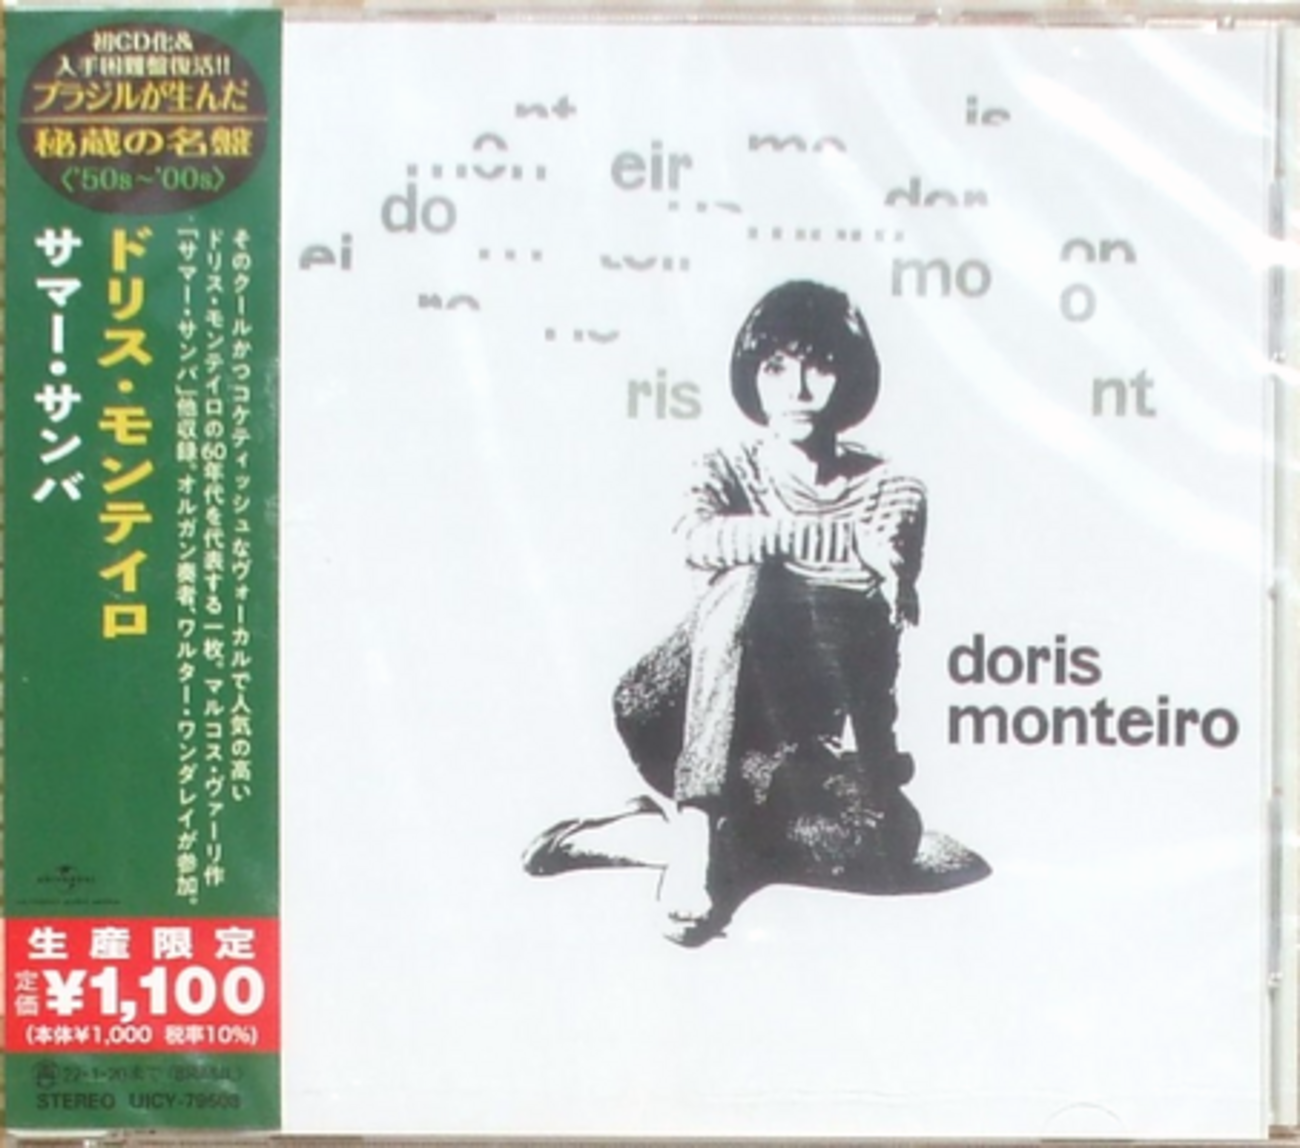 初CD化&
入手困難盤復活!!
ブラジルが生んだ
秘蔵の名盤
〈'50s~'00s〉
そのクールかつコケティッシュなヴォーカルで人気の高い
ドリス・モンテイロの60年代を代表する一枚。マルコス・ヴァーリ作
「サマー・サンバ」他収録。オルガン奏者、ワルター・ワンダレイが参加。
ドリス・モンテイロ
サマー・サンバ
生産限定
定価 ¥1,100
(本体¥1,000 税率10%)
STEREO UICY-79608
eir
do
ei
mo
on
o
ris
nt
doris
monteiro